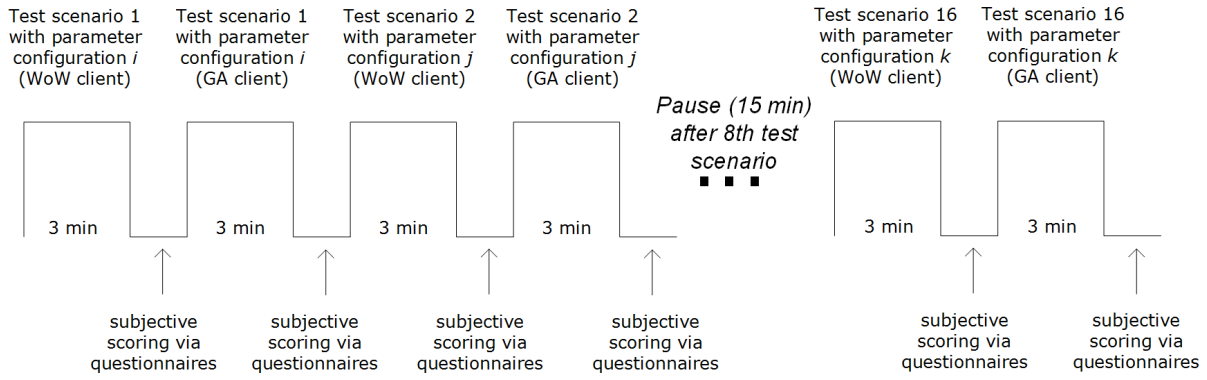 Test scenario 1
with parameter
configuration i
(WoW client)
Test scenario 1
with parameter
configuration i
(GA client)
Test scenario 2
with parameter
configuration j
(WoW client)
Test scenario 2
with parameter
configuration j
(GA client)
Pause (15 min)
after 8th test
scenario
Test scenario 16
with parameter
configuration k
(WoW client)
Test scenario 16
with parameter
configuration k
(GA client)
3 min
3 min
3 min
3 min
3 min
3 min
subjective
scoring via
questionnaires
subjective
scoring via
questionnaires
subjective
scoring via
questionnaires
subjective
scoring via
questionnaires
subjective
scoring via
questionnaires
subjective
scoring via
questionnaires